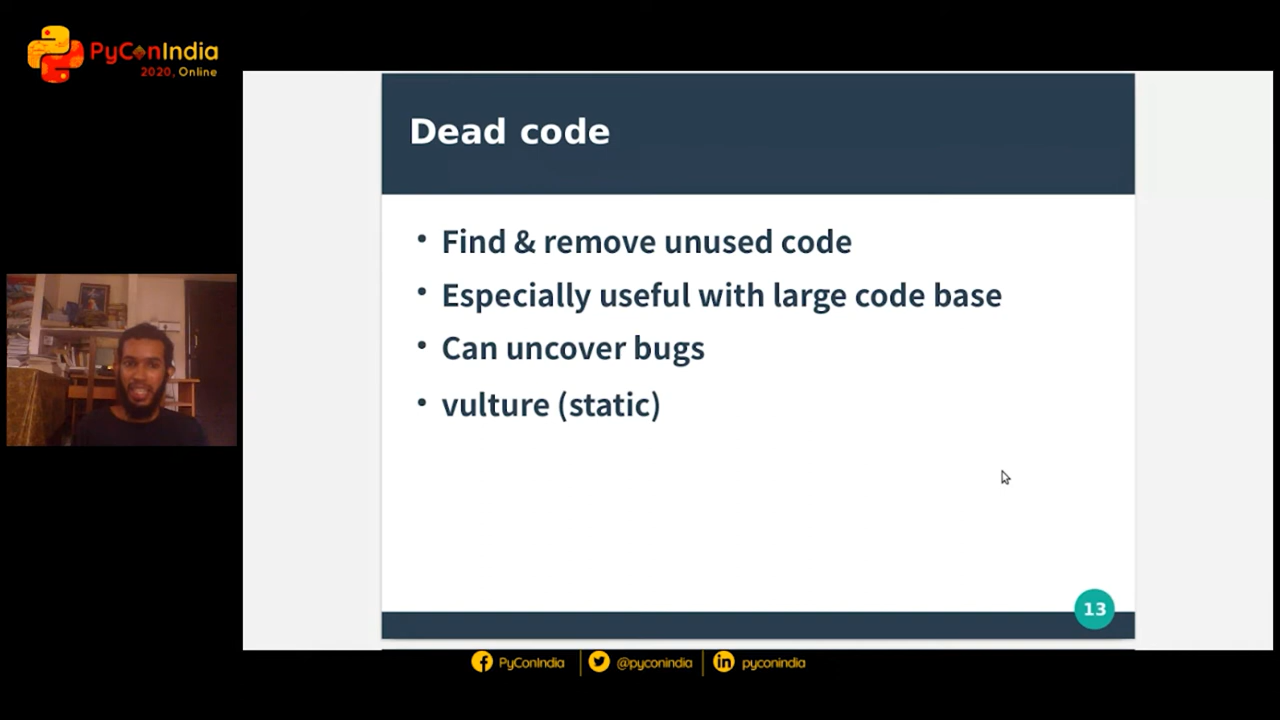 PyConIndia
2020, Online
Dead code
• Find & remove unused code
• Especially useful with large code base
• Can uncover bugs
• vulture (static)
13
PyConIndia
@pyconindia
pyconindia